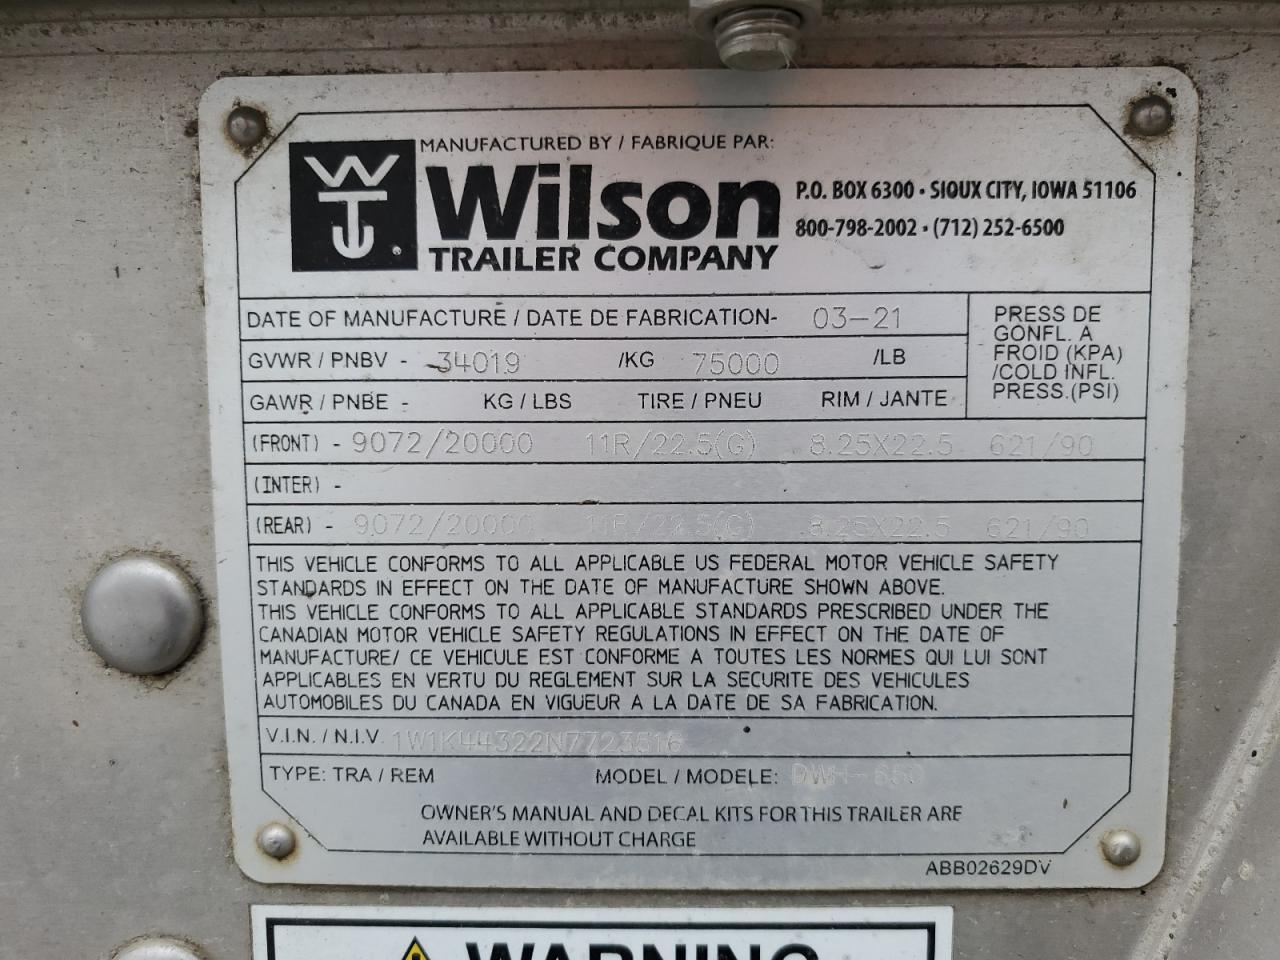 MANUFACTURED BY / FABRIQUE PAR:
WT
Wilson
TRAILER COMPANY
P.O. BOX 6300 • SIOUX CITY, IOWA 51106
800-798-2002 • (712) 252-6500
DATE OF MANUFACTURE / DATE DE FABRICATION- 03-21
GVWR / PNBV - 34019 /KG 75000 /LB
GAWR / PNBE - KG / LBS TIRE / PNEU RIM / JANTE
PRESS DE
GONFL. A
FROID (KPA)
/COLD INFL.
PRESS.(PSI)
(FRONT) - 9072/20000 11R/22.5(G) 8.25X22.5 621/90
(INTER) -
(REAR) - 9072/20000 11R/22.5(G) 8.25X22.5 621/90
THIS VEHICLE CONFORMS TO ALL APPLICABLE US FEDERAL MOTOR VEHICLE SAFETY
STANDARDS IN EFFECT ON THE DATE OF MANUFACTURE SHOWN ABOVE.
THIS VEHICLE CONFORMS TO ALL APPLICABLE STANDARDS PRESCRIBED UNDER THE
CANADIAN MOTOR VEHICLE SAFETY REGULATIONS IN EFFECT ON THE DATE OF
MANUFACTURE/ CE VEHICULE EST CONFORME A TOUTES LES NORMES QUI LUI SONT
APPLICABLES EN VERTU DU REGLEMENT SUR LA SECURITE DES VEHICULES
AUTOMOBILES DU CANADA EN VIGUEUR A LA DATE DE SA FABRICATION.
V.I.N. / N.I.V. 1W1K44322N7723516
TYPE: TRA / REM MODEL / MODELE: DWH-650
OWNER'S MANUAL AND DECAL KITS FOR THIS TRAILER ARE
AVAILABLE WITHOUT CHARGE
ABB02629DV
WARNING